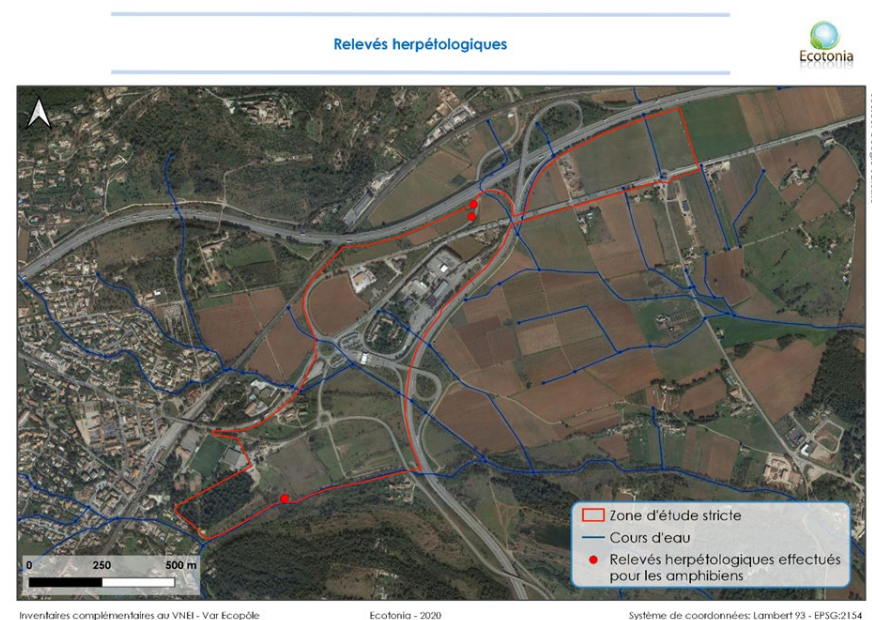 Relevés herpétologiques
Ecotonia
0 250 500 m
Zone d'étude stricte
Cours d'eau
Relevés herpétologiques effectués
pour les amphibiens
Inventaires complémentaires au VNEI - Var Ecopôle
Ecotonia - 2020
Système de coordonnées: Lambert 93 - EPSG:2154